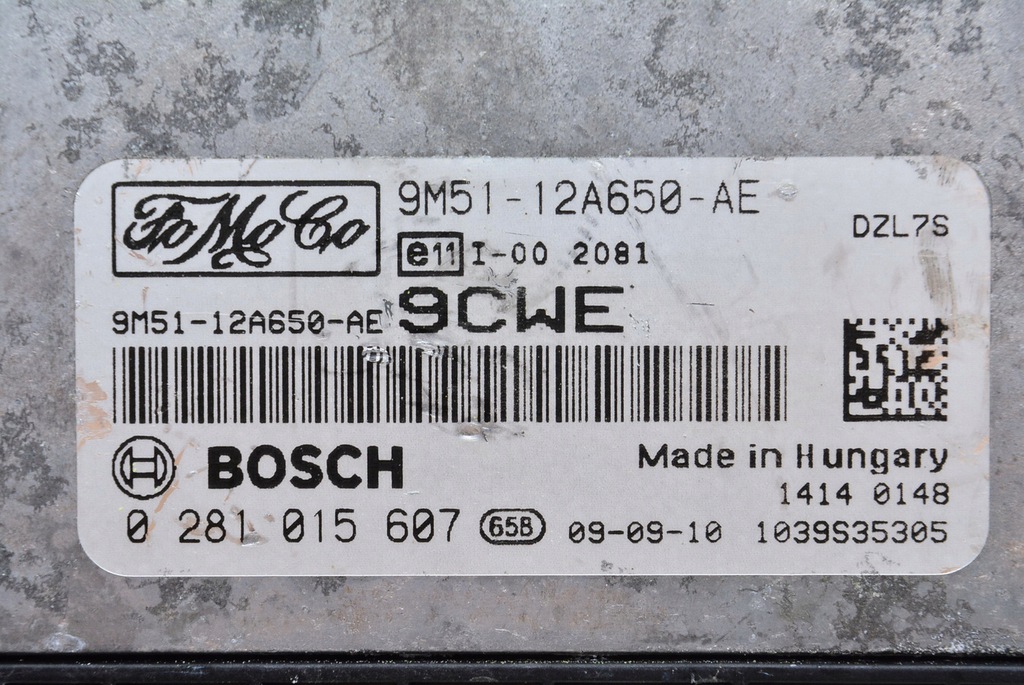 FoMoCo
9M51-12A650-AE
DZL7S
e11 I-00 2081
9M51-12A650-AE 9CWE
BOSCH
Made in Hungary
1414 0148
0 281 015 607 65B 09-09-10 1039S35305